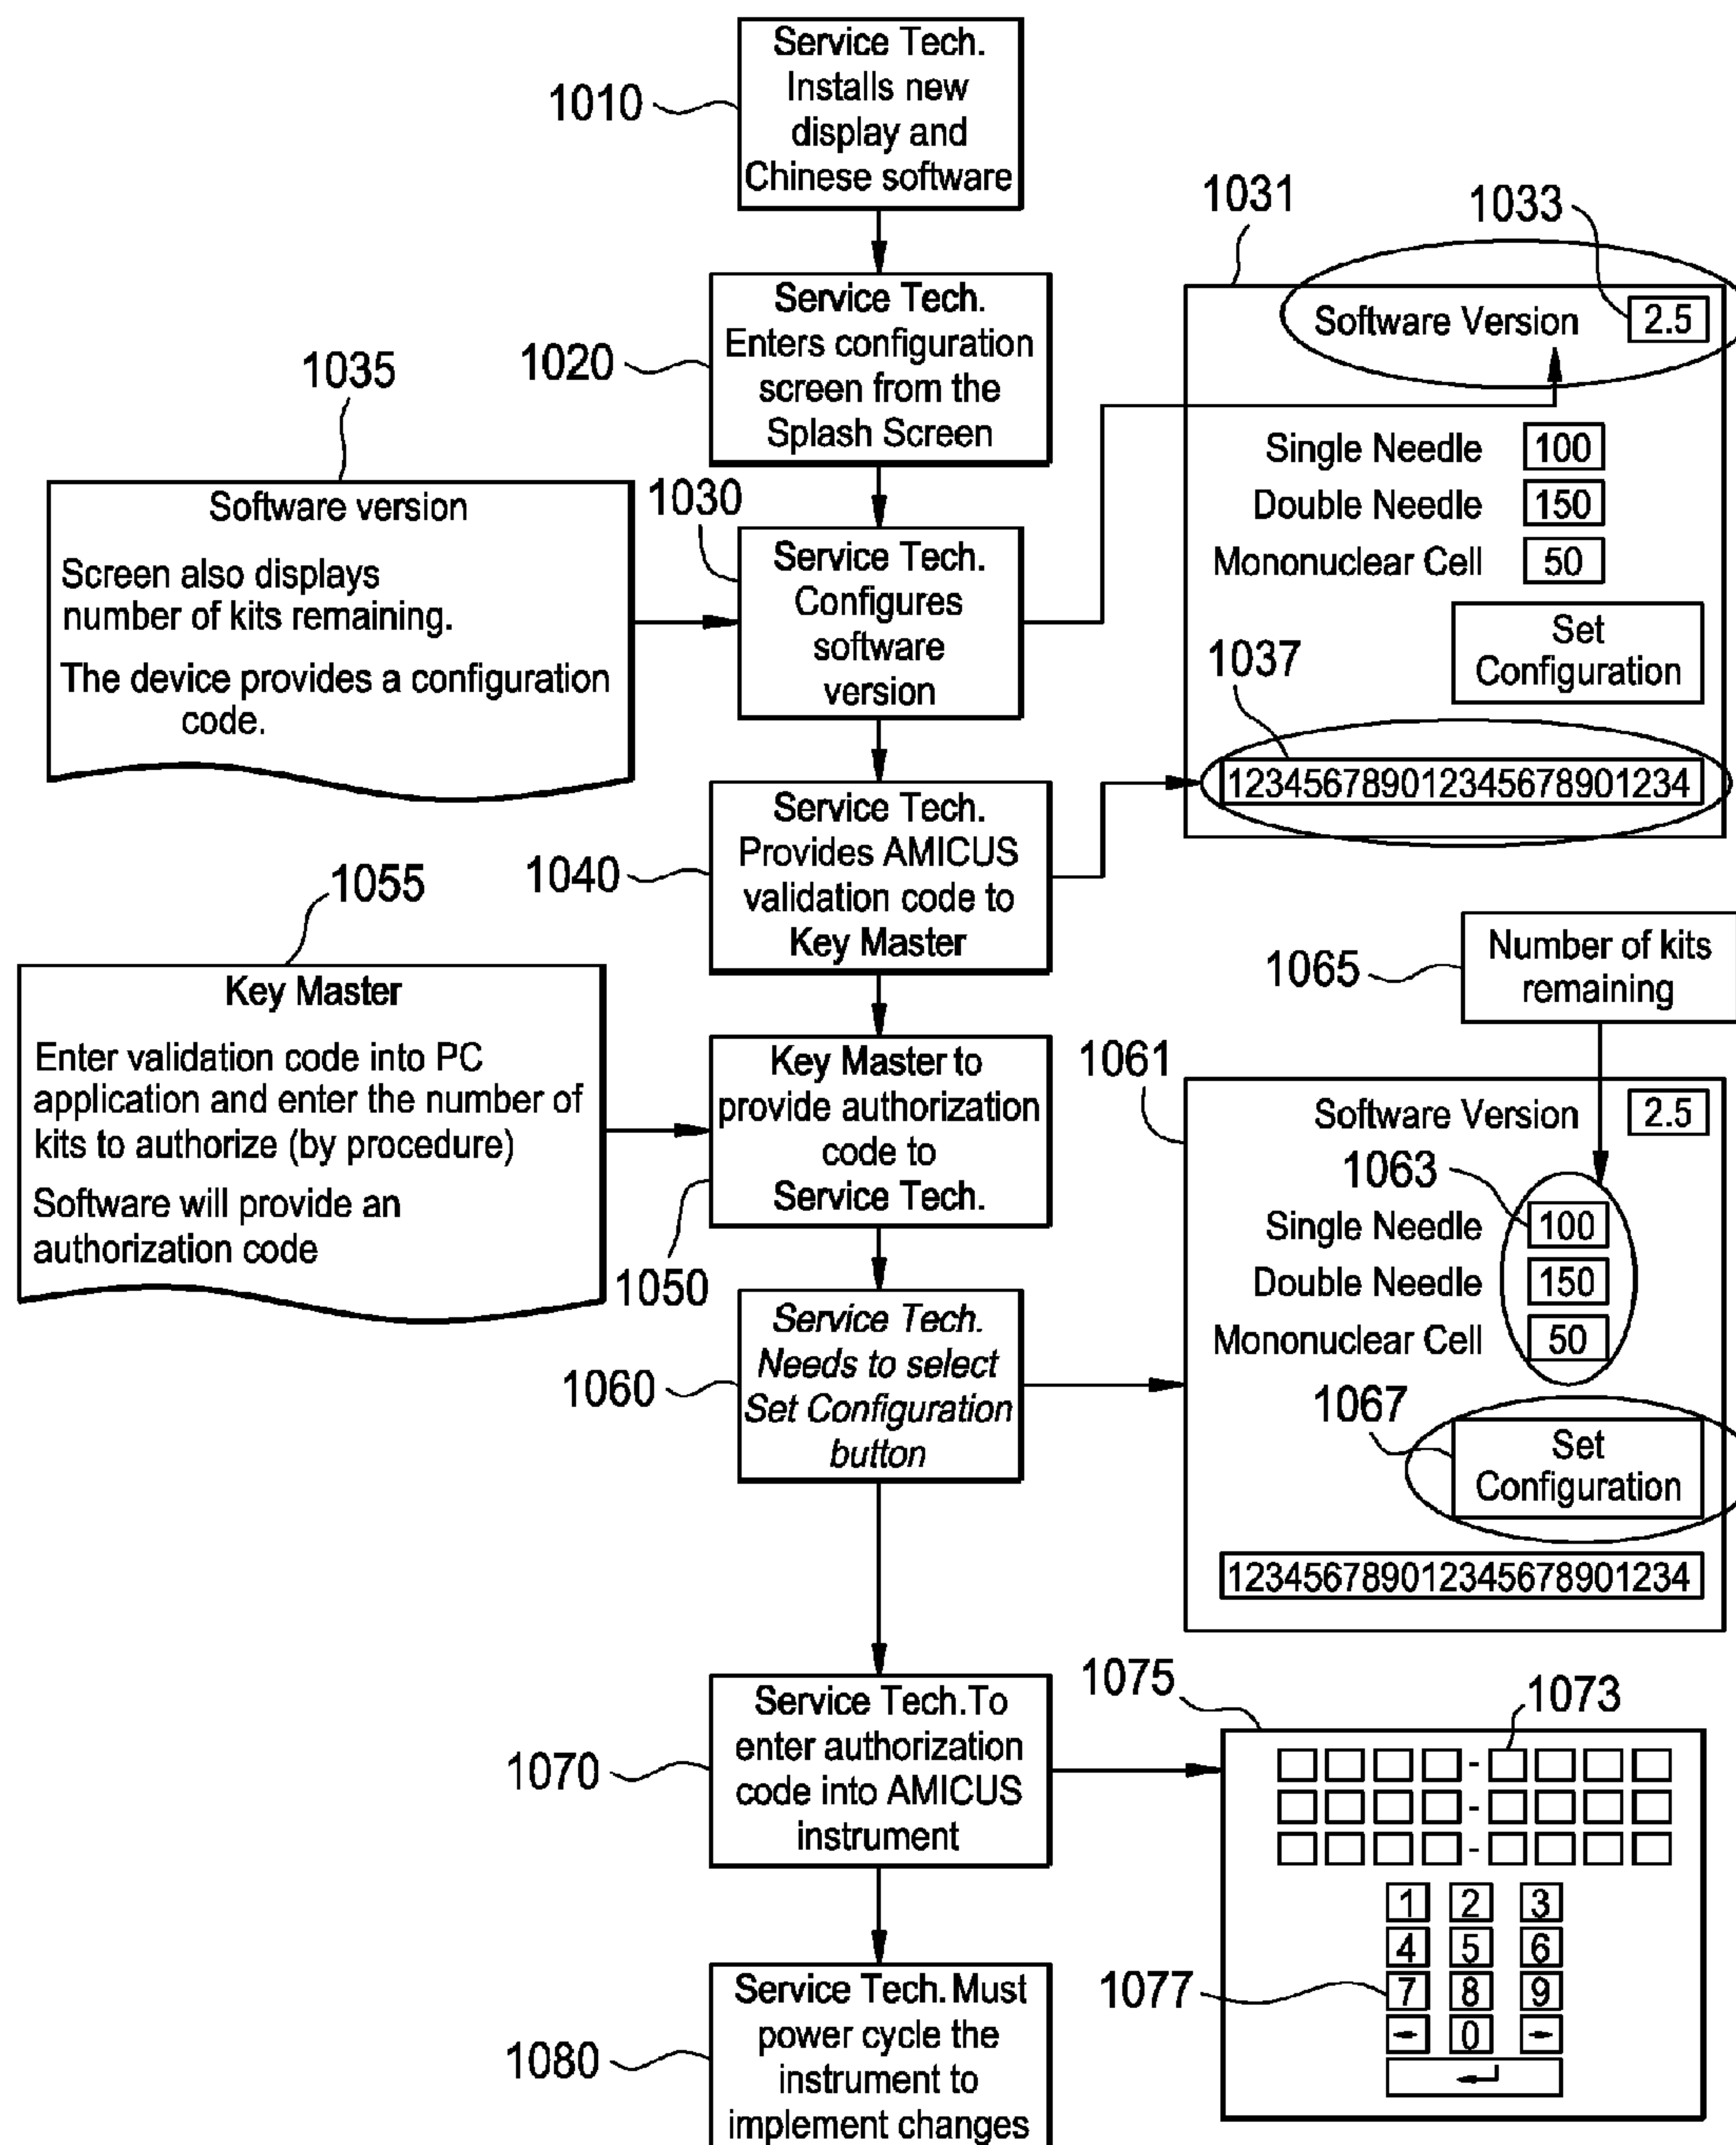 Service Tech.
Installs new
display and
Chinese software
1010
Service Tech.
Enters configuration
screen from the
Splash Screen
1020
1031
1033
Software Version 2.5
Single Needle 100
Double Needle 150
Mononuclear Cell 50
Set
Configuration
1037
123456789012345678901234
1035
Software version
Screen also displays
number of kits remaining.
The device provides a configuration
code.
1030
Service Tech.
Configures
software
version
1040
Service Tech.
Provides AMICUS
validation code to
Key Master
1055
Key Master
Enter validation code into PC
application and enter the number of
kits to authorize (by procedure)
Software will provide an
authorization code
Key Master to
provide authorization
code to
Service Tech.
1050
1065
Number of kits
remaining
1061
Software Version 2.5
1063
Single Needle 100
Double Needle 150
Mononuclear Cell 50
1067
Set
Configuration
123456789012345678901234
1060
Service Tech.
Needs to select
Set Configuration
button
1070
Service Tech.To
enter authorization
code into AMICUS
instrument
1075
1073
- 
-
-
1 2 3
4 5 6
7 8 9
← 0 →
↵
1077
1080
Service Tech. Must
power cycle the
instrument to
implement changes